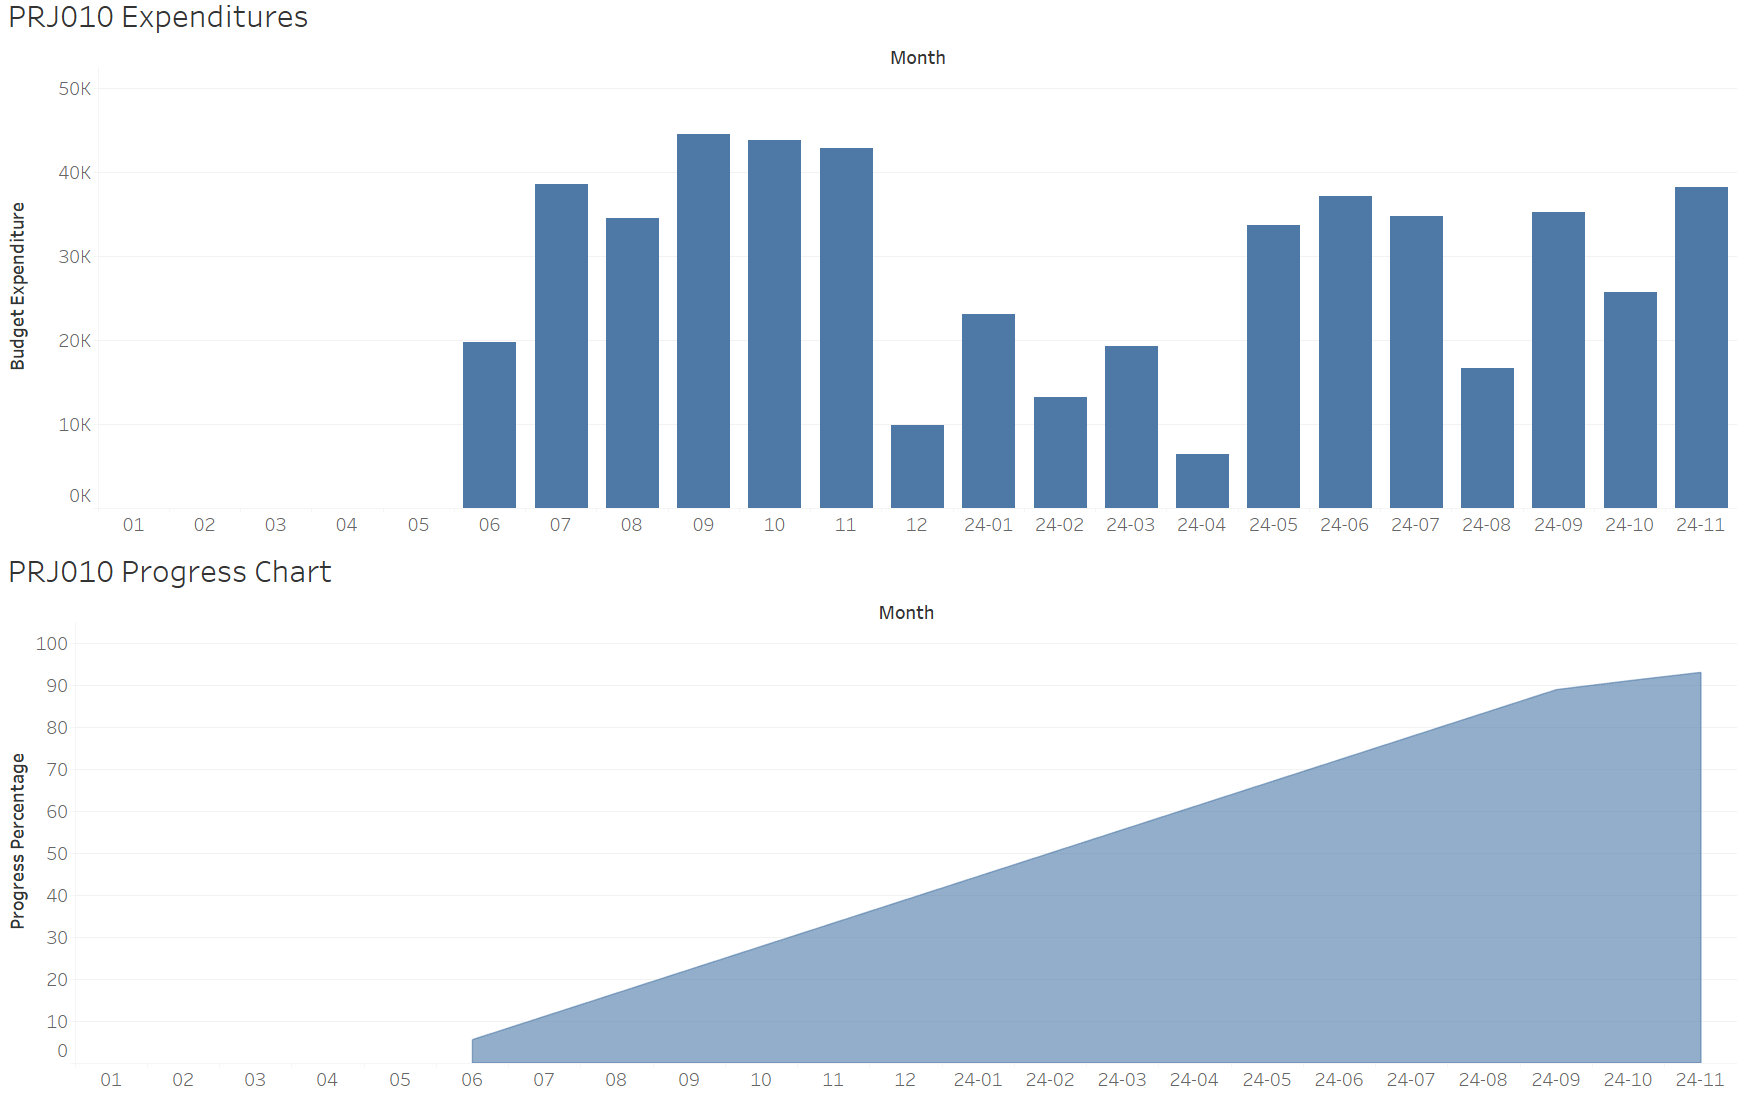 PRJ010 Expenditures
Month
50K
40K
30K
20K
10K
0K
Budget Expenditure
01 02 03 04 05 06 07 08 09 10 11 12 24-01 24-02 24-03 24-04 24-05 24-06 24-07 24-08 24-09 24-10 24-11
PRJ010 Progress Chart
Month
100
90
80
70
60
50
40
30
20
10
0
Progress Percentage
01 02 03 04 05 06 07 08 09 10 11 12 24-01 24-02 24-03 24-04 24-05 24-06 24-07 24-08 24-09 24-10 24-11